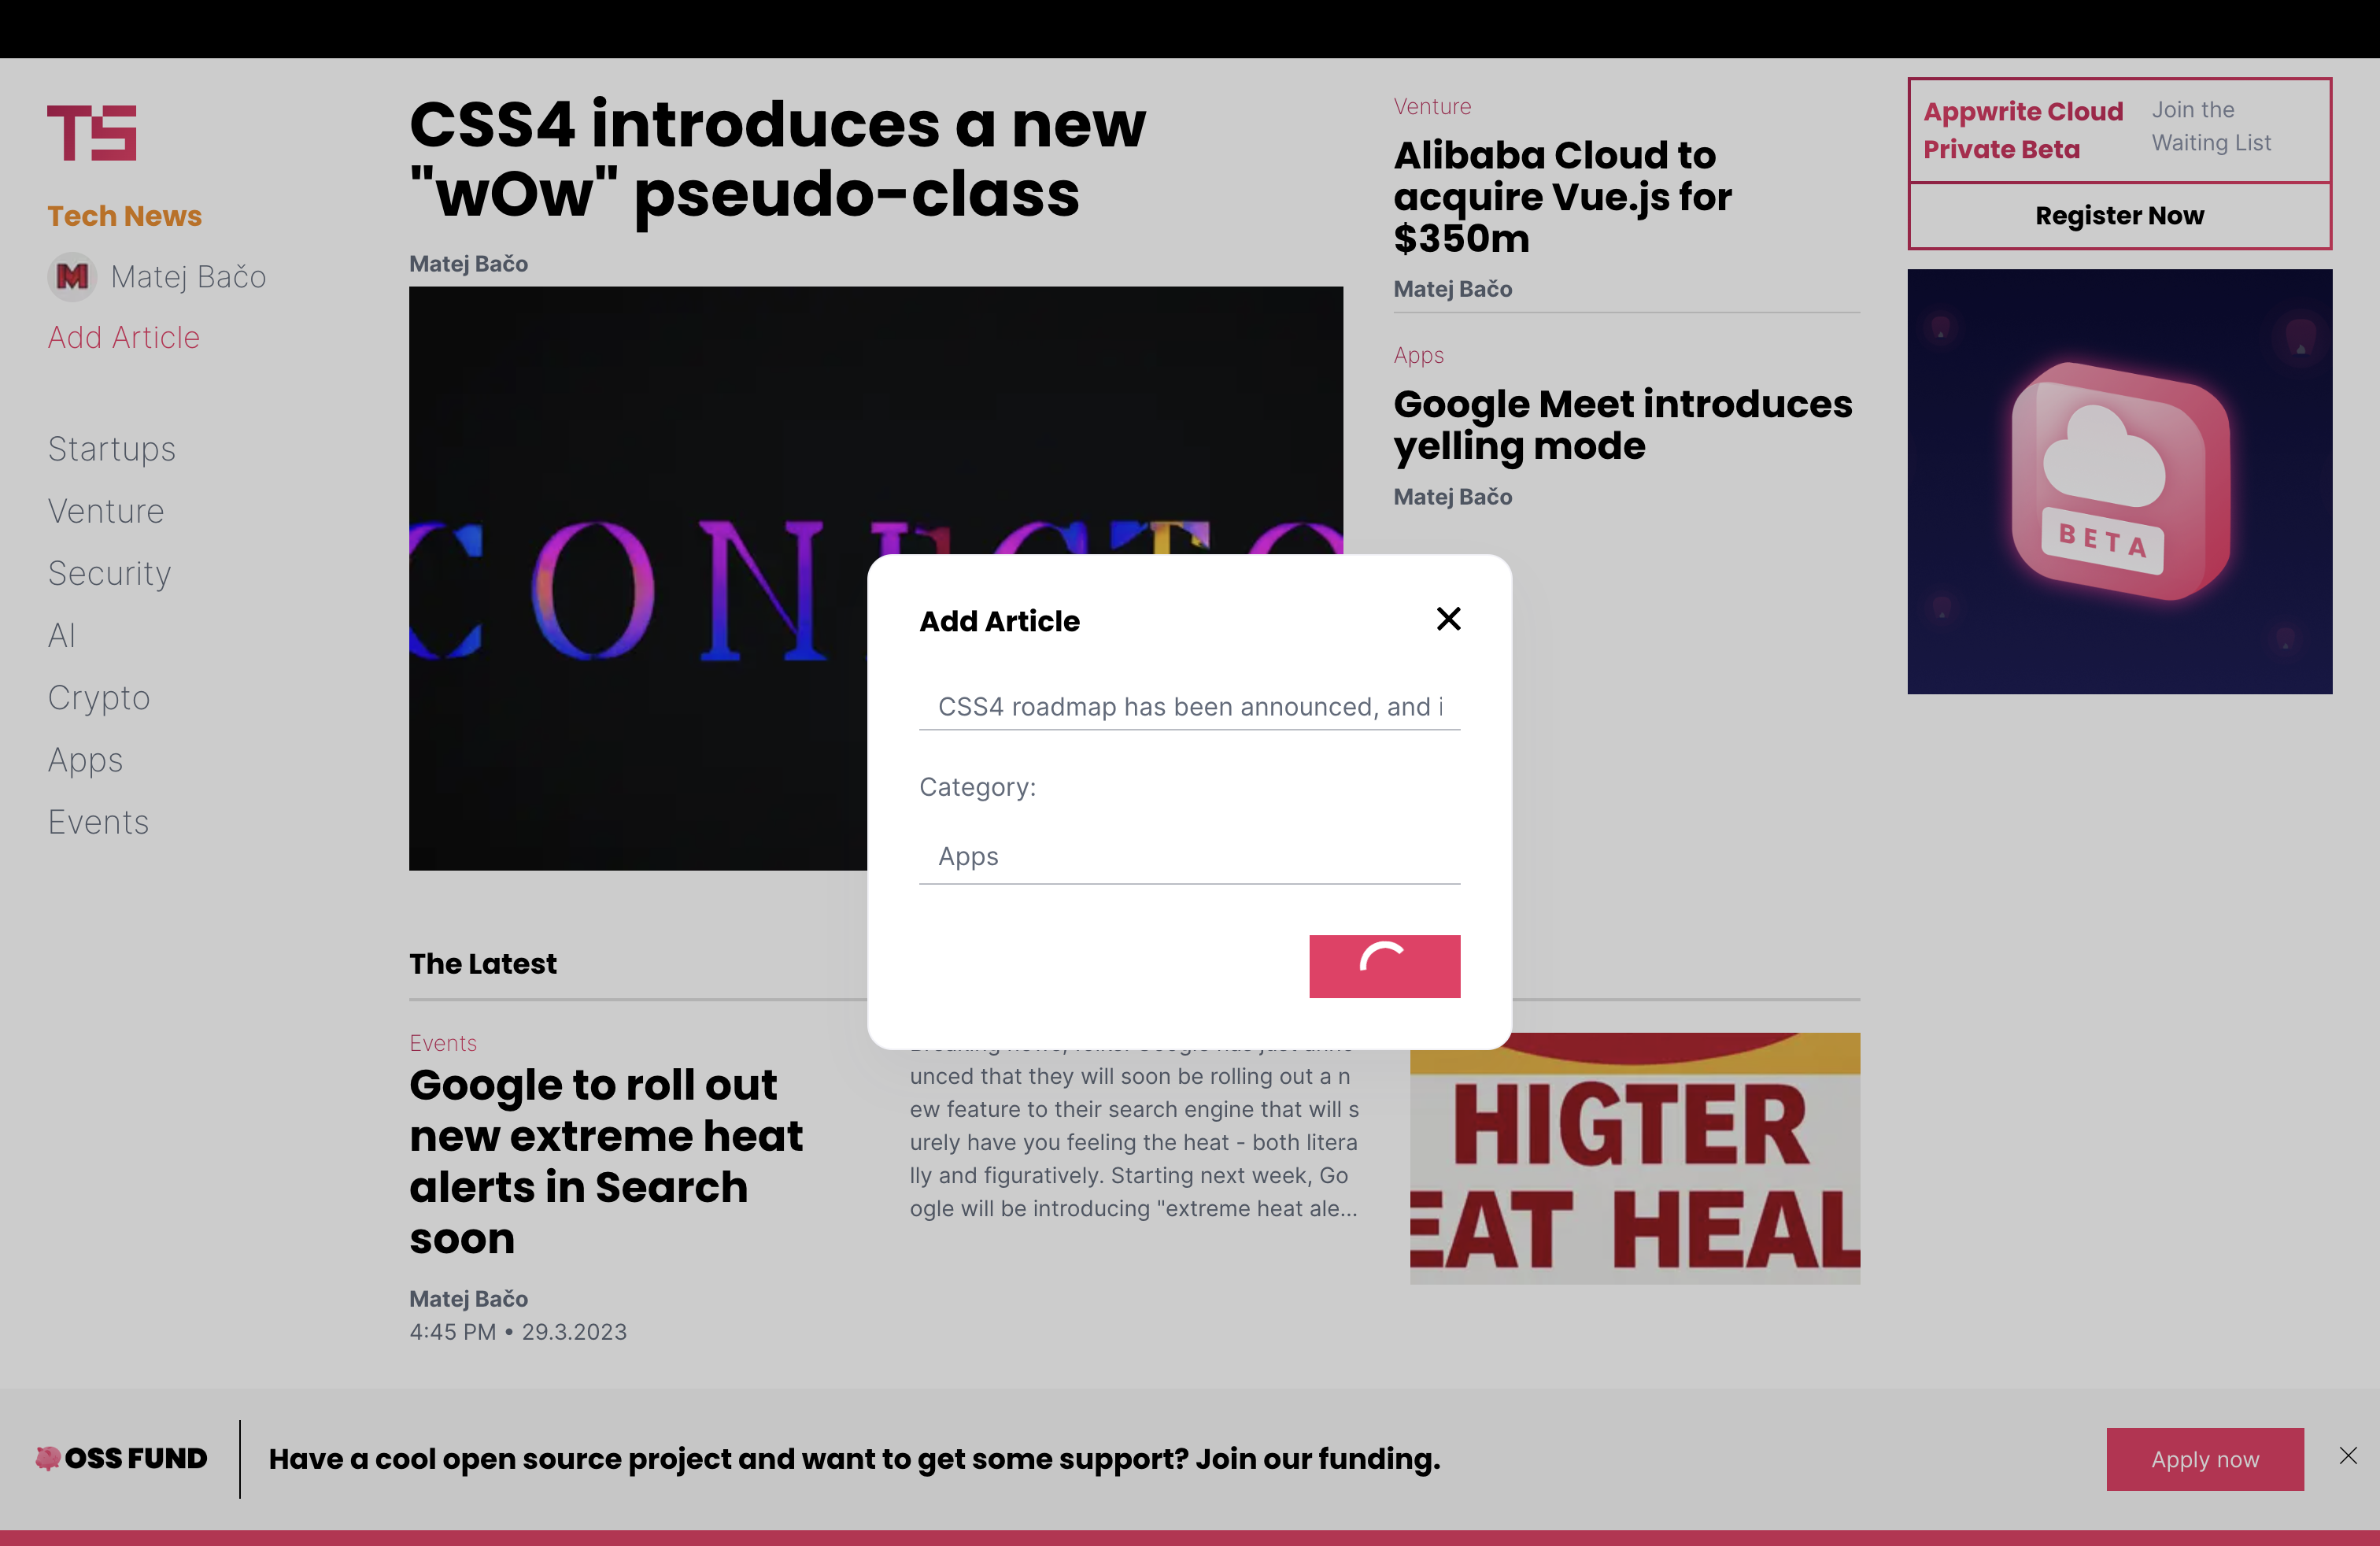 TS
Tech News
Matej Bačo
Add Article
Startups
Venture
Security
AI
Crypto
Apps
Events
CSS4 introduces a new
"wOw" pseudo-class
Matej Bačo
Venture
Alibaba Cloud to
acquire Vue.js for
$350m
Matej Bačo
Apps
Google Meet introduces
yelling mode
Matej Bačo
Appwrite Cloud
Private Beta
Join the
Waiting List
Register Now
BETA
Add Article
CSS4 roadmap has been announced, and i
Category:
Apps
The Latest
Events
Google to roll out
new extreme heat
alerts in Search
soon
Matej Bačo
4:45 PM • 29.3.2023
unced that they will soon be rolling out a n
ew feature to their search engine that will s
urely have you feeling the heat - both litera
lly and figuratively. Starting next week, Go
ogle will be introducing "extreme heat ale...
HIGTER
EAT HEAL
OSS FUND
Have a cool open source project and want to get some support? Join our funding.
Apply now